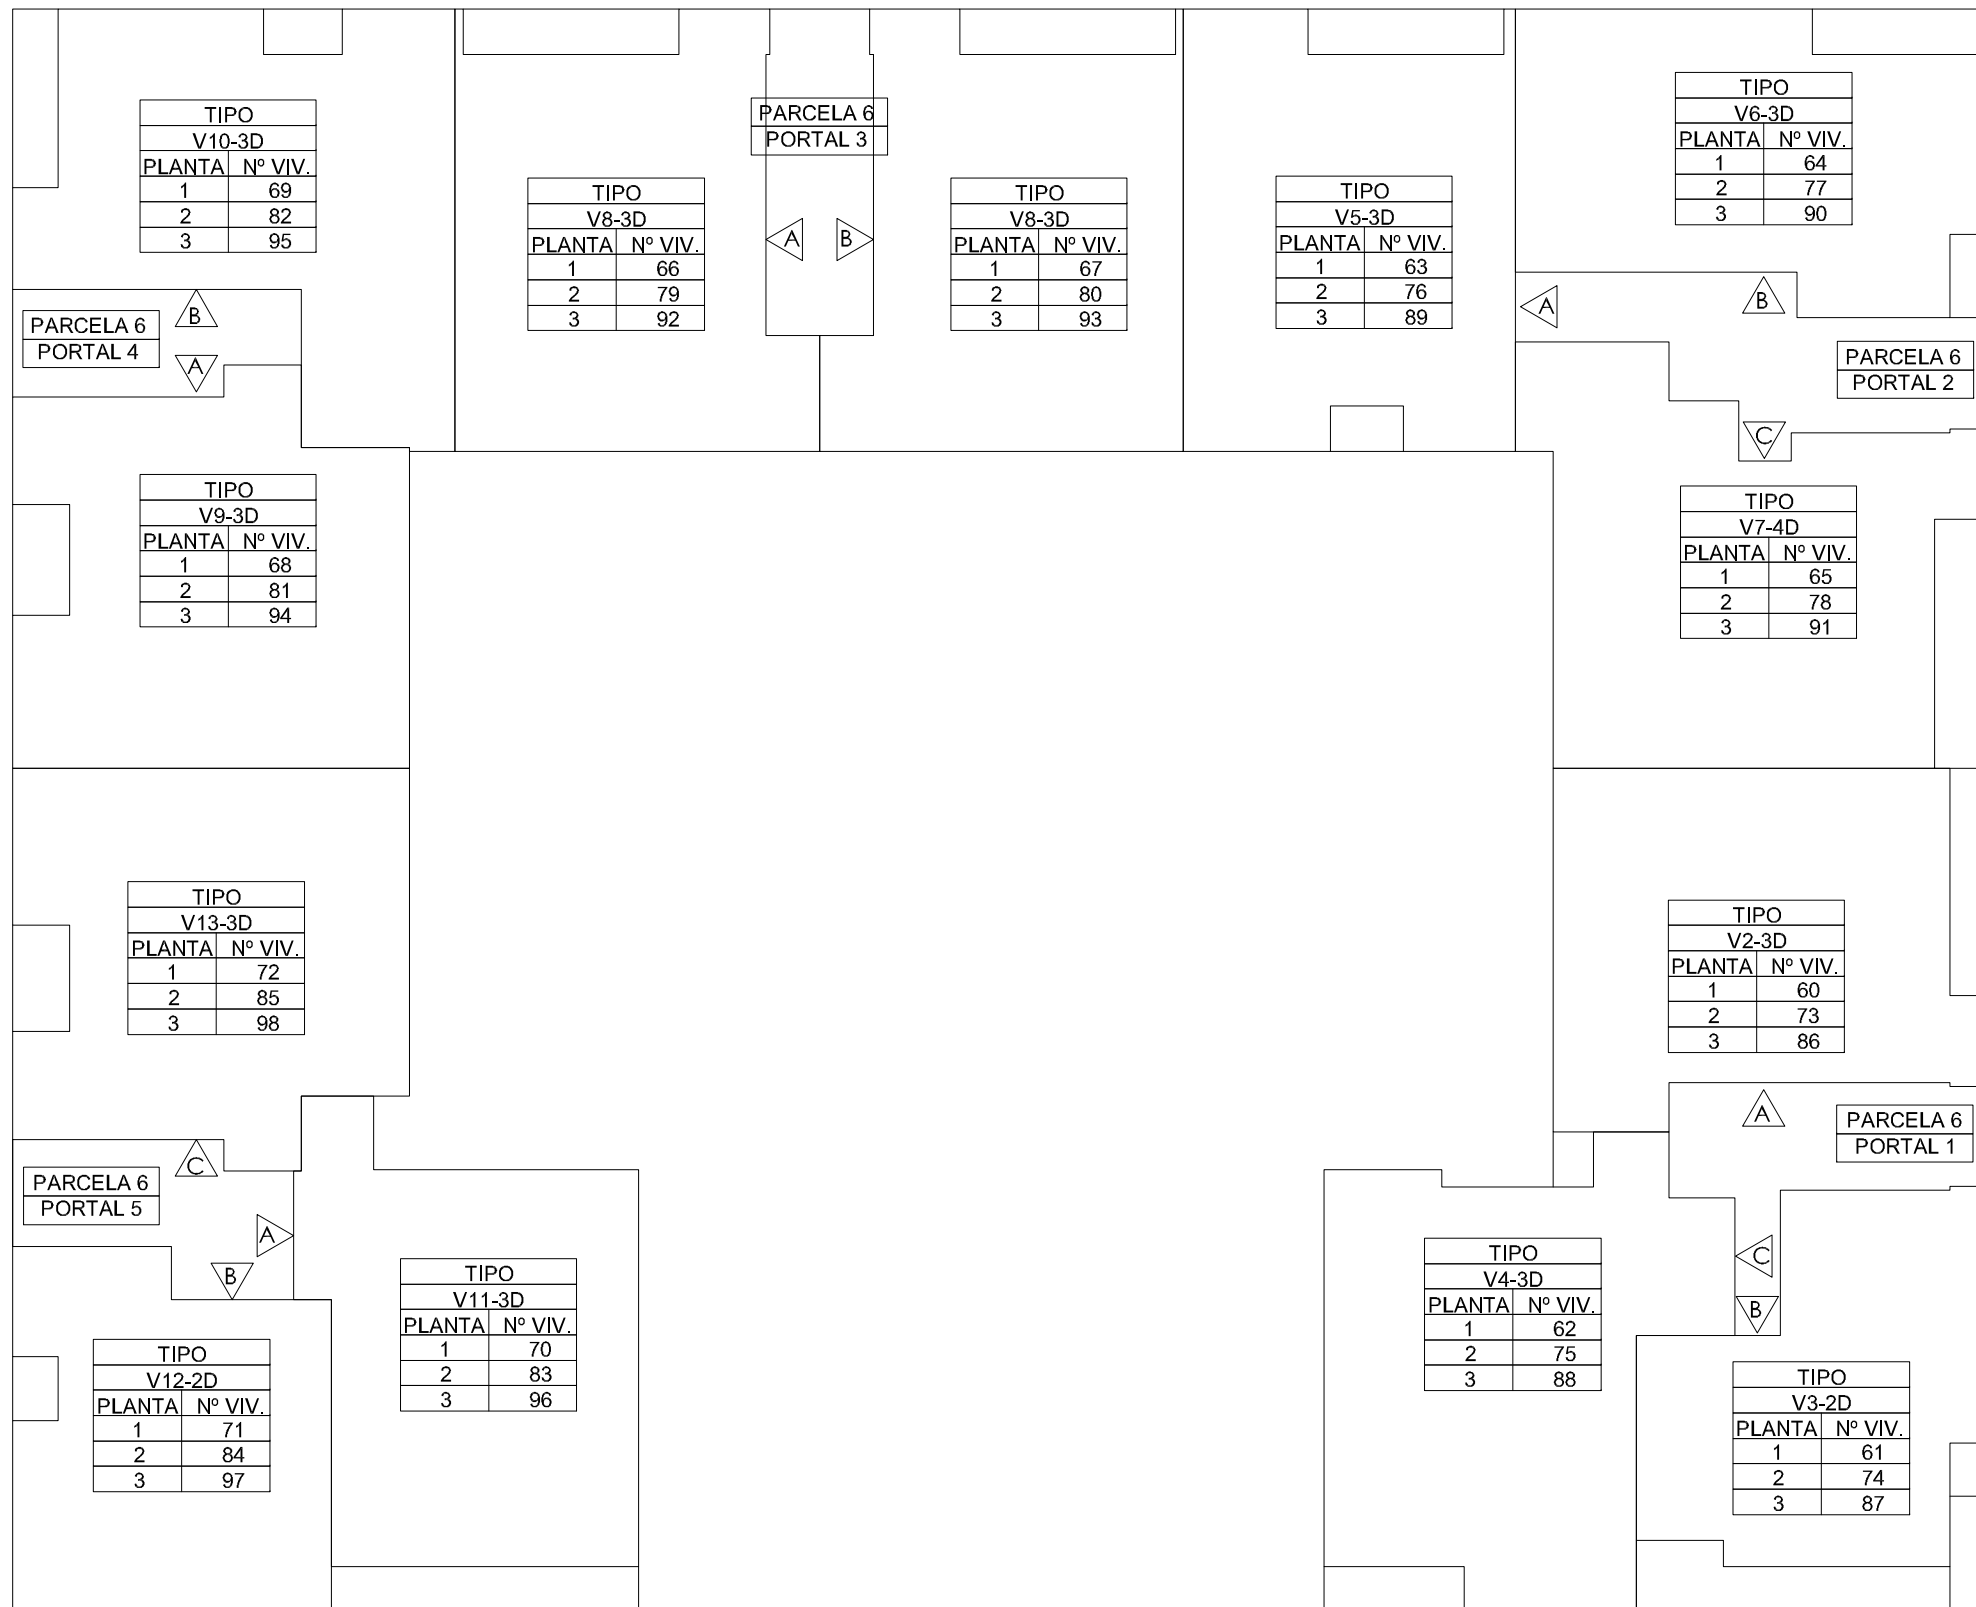 TIPO
V10-3D
PLANTA Nº VIV.
1 69
2 82
3 95
PARCELA 6
PORTAL 3
TIPO
V6-3D
PLANTA Nº VIV.
1 64
2 77
3 90
TIPO
V8-3D
PLANTA Nº VIV.
1 66
2 79
3 92
A B
TIPO
V8-3D
PLANTA Nº VIV.
1 67
2 80
3 93
TIPO
V5-3D
PLANTA Nº VIV.
1 63
2 76
3 89
PARCELA 6
PORTAL 4
B
A
A
B
PARCELA 6
PORTAL 2
C
TIPO
V9-3D
PLANTA Nº VIV.
1 68
2 81
3 94
TIPO
V7-4D
PLANTA Nº VIV.
1 65
2 78
3 91
TIPO
V13-3D
PLANTA Nº VIV.
1 72
2 85
3 98
TIPO
V2-3D
PLANTA Nº VIV.
1 60
2 73
3 86
A
PARCELA 6
PORTAL 1
C
PARCELA 6
PORTAL 5
A
B
C
B
TIPO
V11-3D
PLANTA Nº VIV.
1 70
2 83
3 96
TIPO
V4-3D
PLANTA Nº VIV.
1 62
2 75
3 88
TIPO
V12-2D
PLANTA Nº VIV.
1 71
2 84
3 97
TIPO
V3-2D
PLANTA Nº VIV.
1 61
2 74
3 87